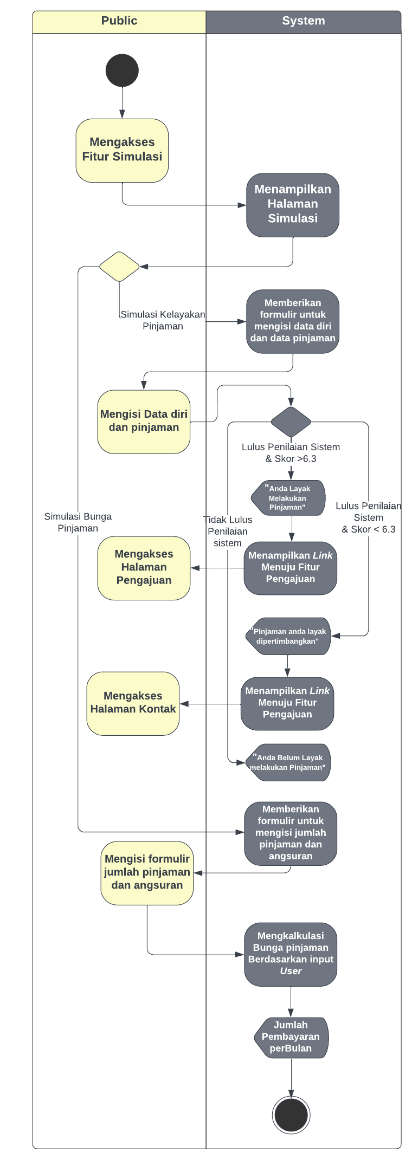 Public
System
Mengakses
Fitur Simulasi
Menampilkan
Halaman
Simulasi
Simulasi Kelayakan
Pinjaman
Memberikan
formulir untuk
mengisi data diri
dan data pinjaman
Mengisi Data diri
dan pinjaman
Lulus Penilaian Sistem
& Skor >6.3
"Anda Layak
Melakukan
Pinjaman"
Simulasi Bunga
Pinjaman
Tidak Lulus
Penilaian
sistem
Lulus Penilaian
Sistem
& Skor < 6.3
Mengakses
Halaman
Pengajuan
Menampilkan Link
Menuju Fitur
Pengajuan
"Pinjaman anda layak
dipertimbangkan"
Mengakses
Halaman Kontak
Menampilkan Link
Menuju Fitur
Pengajuan
"Anda Belum Layak
melakukan Pinjaman"
Memberikan
formulir untuk
mengisi jumlah
pinjaman dan
angsuran
Mengisi formulir
jumlah pinjaman
dan angsuran
Mengkalkulasi
Bunga pinjaman
Berdasarkan input
User
Jumlah
Pembayaran
perBulan